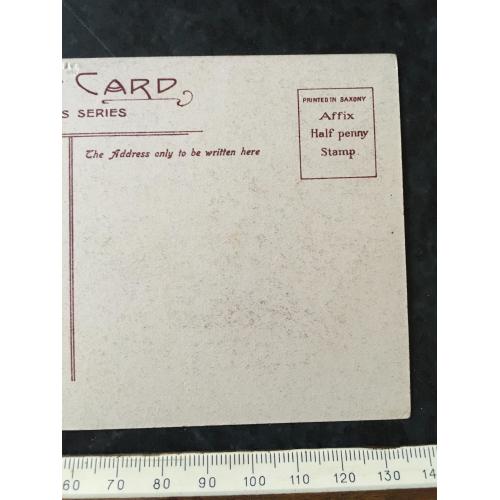 CARD
S SERIES
The Address only to be written here
PRINTED IN SAXONY
Affix
Half penny
Stamp.
60 70 80 90 100 110 120 130 14